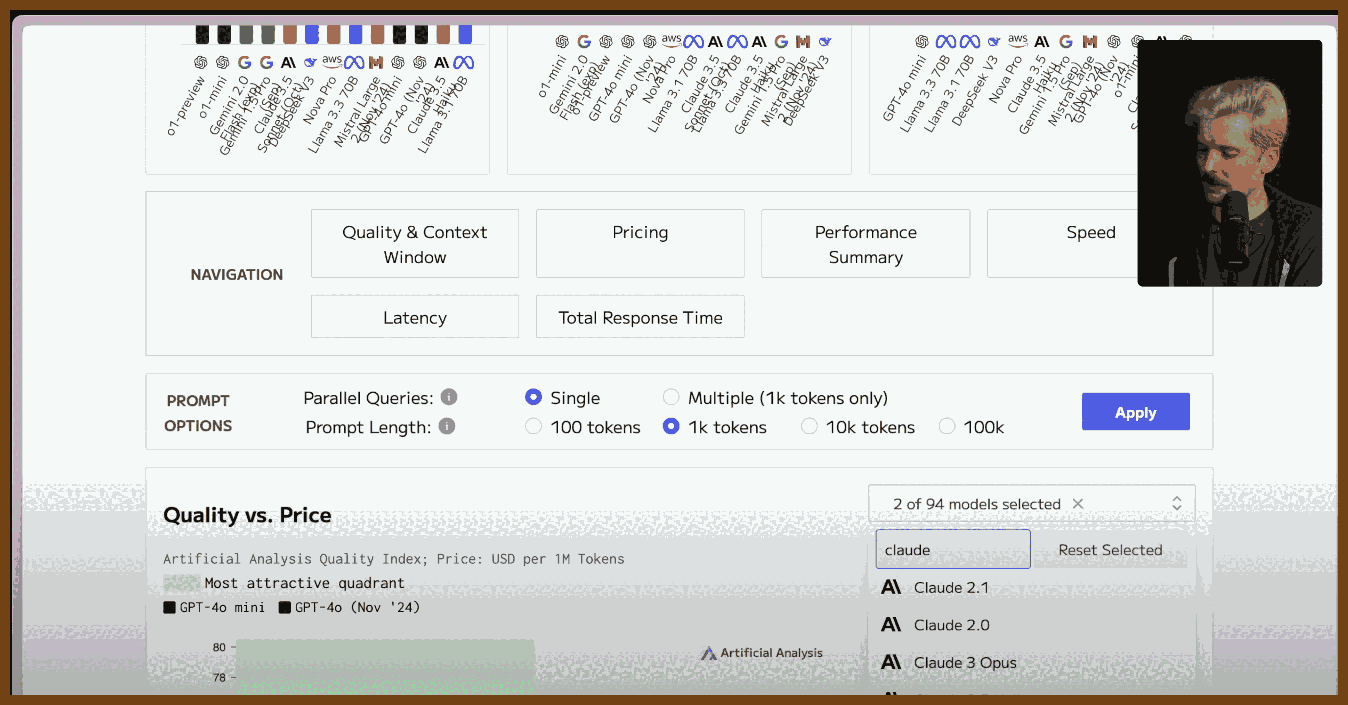 o1-preview
o1-mini
Gemini 2.0
Flash (exp)
Gemini 1.5 Pro
(Sep)
Claude 3.5
Sonnet (Oct)
DeepSeek V3
aws
Nova Pro
Llama 3.3 70B
Mistral Large
2 (Nov '24)
GPT-4o mini
GPT-4o (Nov
'24)
Claude 3.5
Haiku
Llama 3.1 70B
o1-mini
Gemini 2.0
Flash (exp)
o1-preview
GPT-4o mini
GPT-4o (Nov
'24)
aws
Nova Pro
Llama 3.1 70B
Claude 3.5
Sonnet (Oct)
Llama 3.3 70B
Claude 3.5
Haiku
Gemini 1.5 Pro
(Sep)
Mistral Large
2 (Nov '24)
DeepSeek V3
GPT-4o mini
Llama 3.3 70B
Llama 3.1 70B
DeepSeek V3
aws
Nova Pro
Claude 3.5
Haiku
Gemini 1.5 Pro
(Sep)
Mistral Large
2 (Nov '24)
GPT-4o (Nov
'24)
o1-mini
NAVIGATION
Quality & Context
Window
Pricing
Performance
Summary
Speed
Latency
Total Response Time
PROMPT
OPTIONS
Parallel Queries: i
Single
Multiple (1k tokens only)
Prompt Length: i
100 tokens
1k tokens
10k tokens
100k
Apply
Quality vs. Price
2 of 94 models selected
claude
Reset Selected
Artificial Analysis Quality Index; Price: USD per 1M Tokens
Most attractive quadrant
GPT-4o mini GPT-4o (Nov '24)
Claude 2.1
Claude 2.0
Claude 3 Opus
80
78
Artificial Analysis